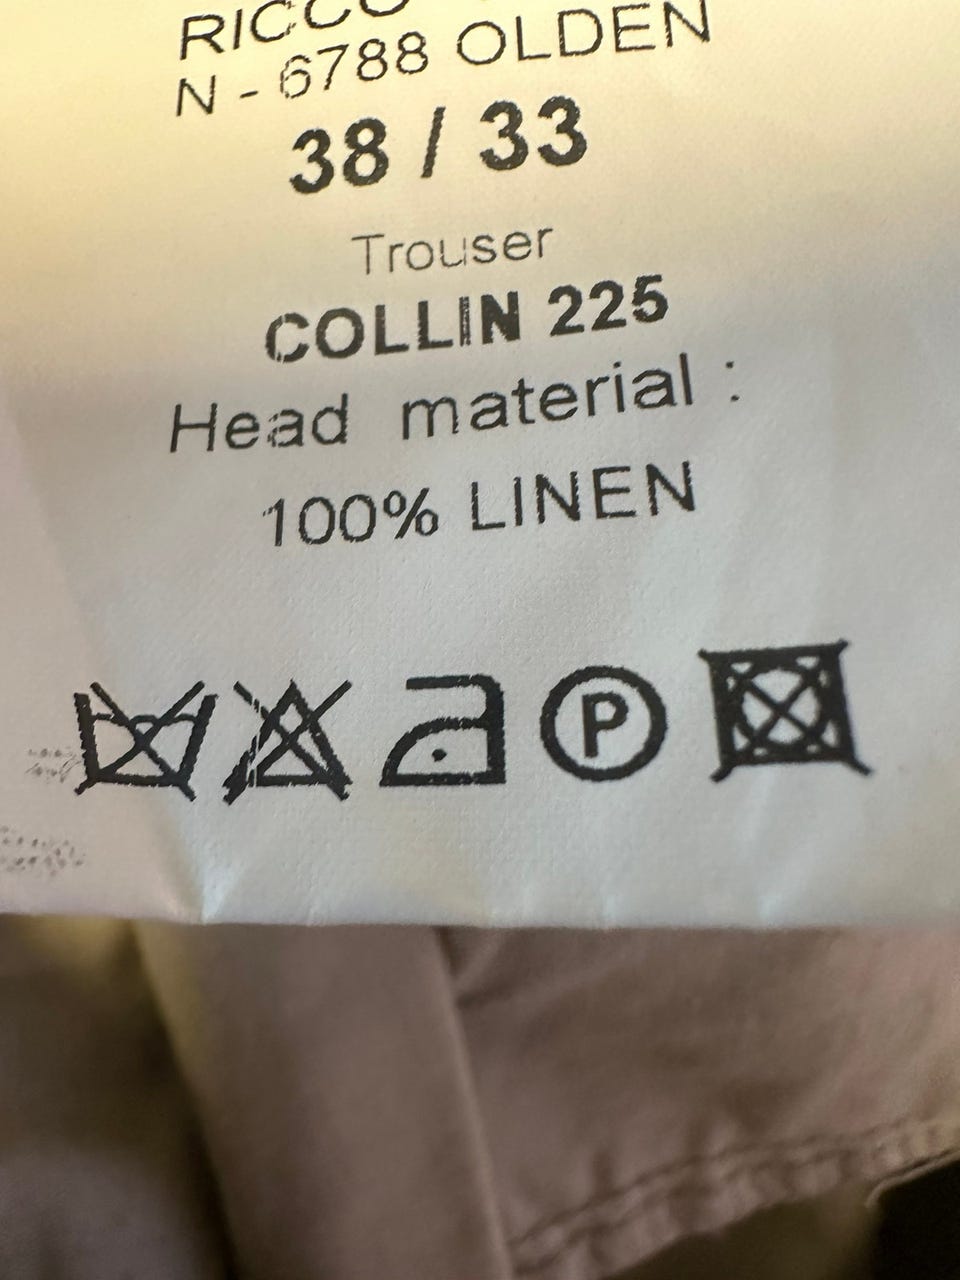 RICCO
N - 6788 OLDEN
38 / 33
Trouser
COLLIN 225
Head material :
100% LINEN
P